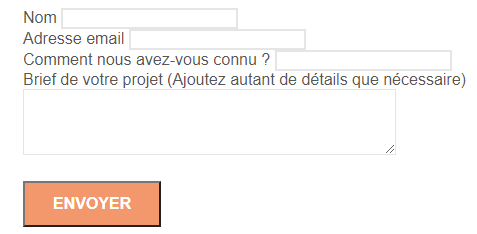 Nom
Adresse email
Comment nous avez-vous connu ?
Brief de votre projet (Ajoutez autant de détails que nécessaire)
ENVOYER